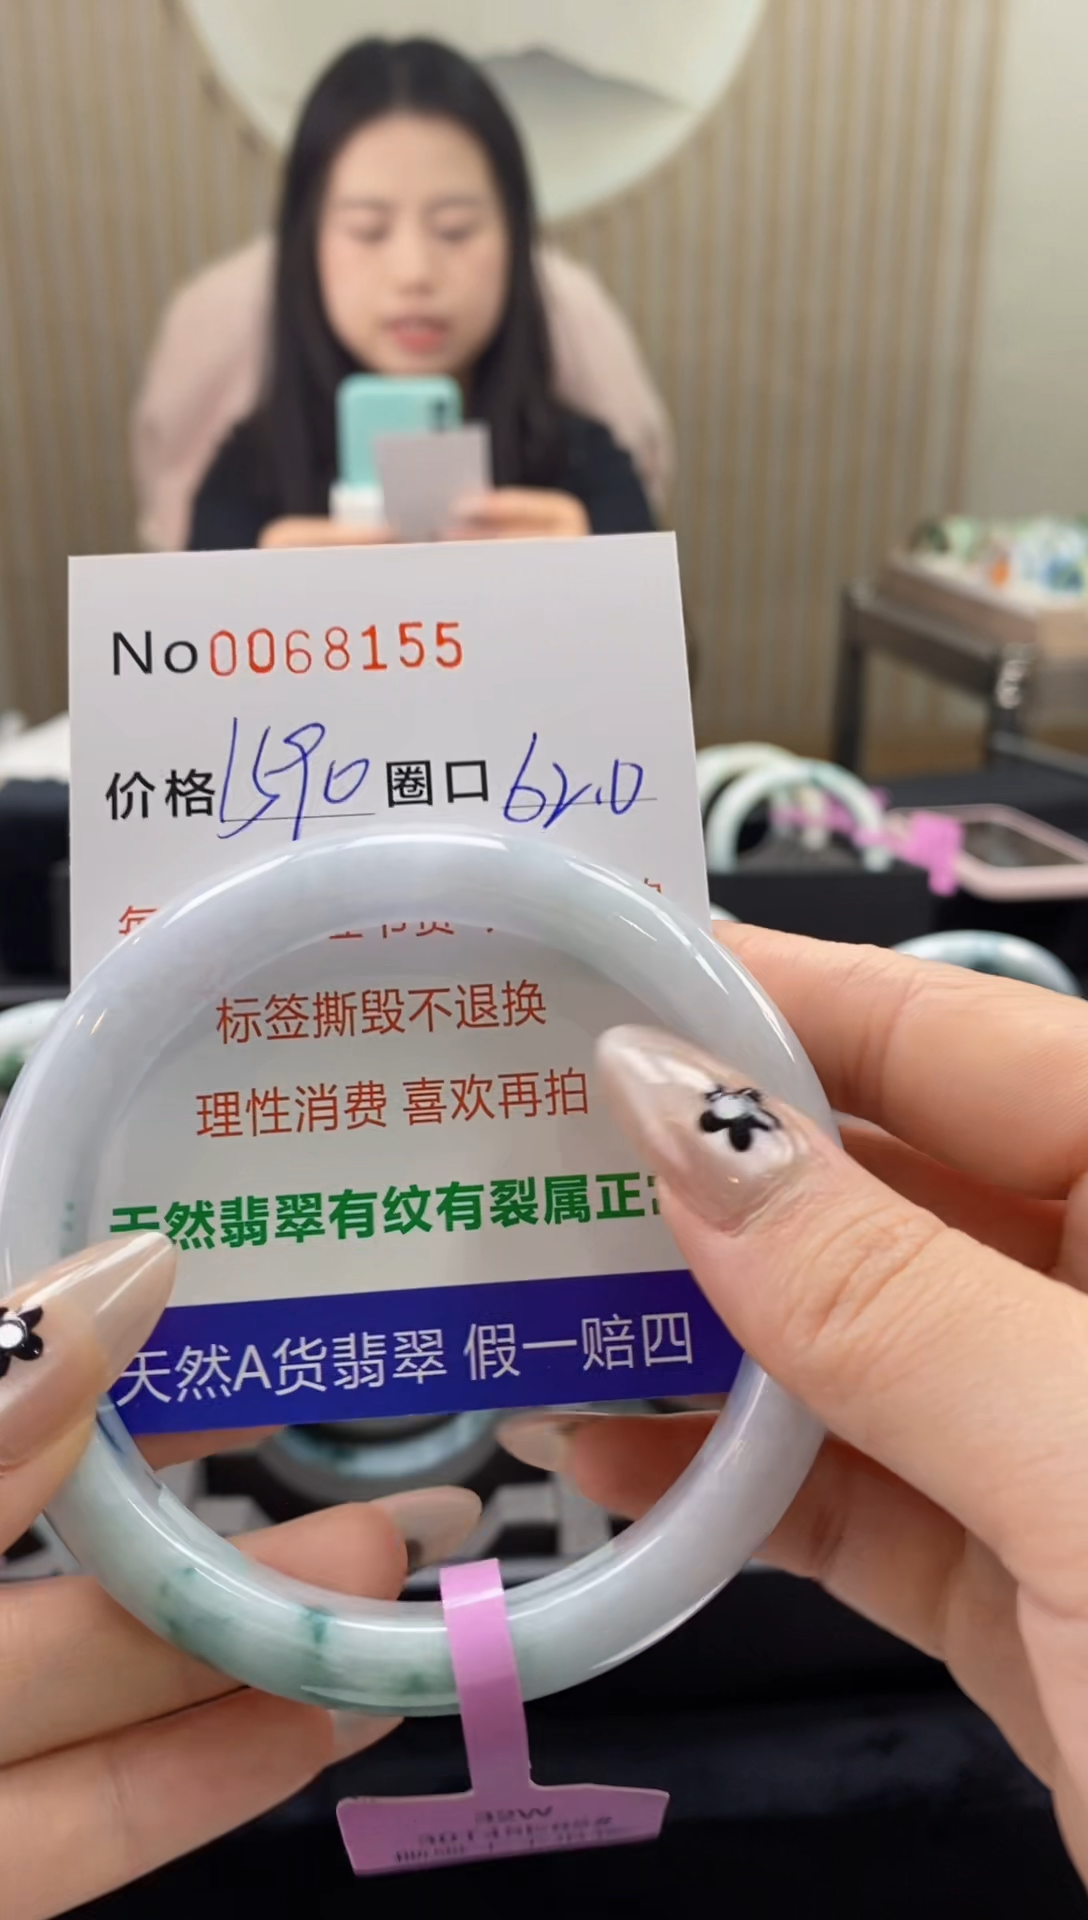 No0068155
价格1590 圈口62.0
标签撕毁不退换
理性消费 喜欢再拍
天然翡翠有纹有裂属正常
天然A货翡翠 假一赔四